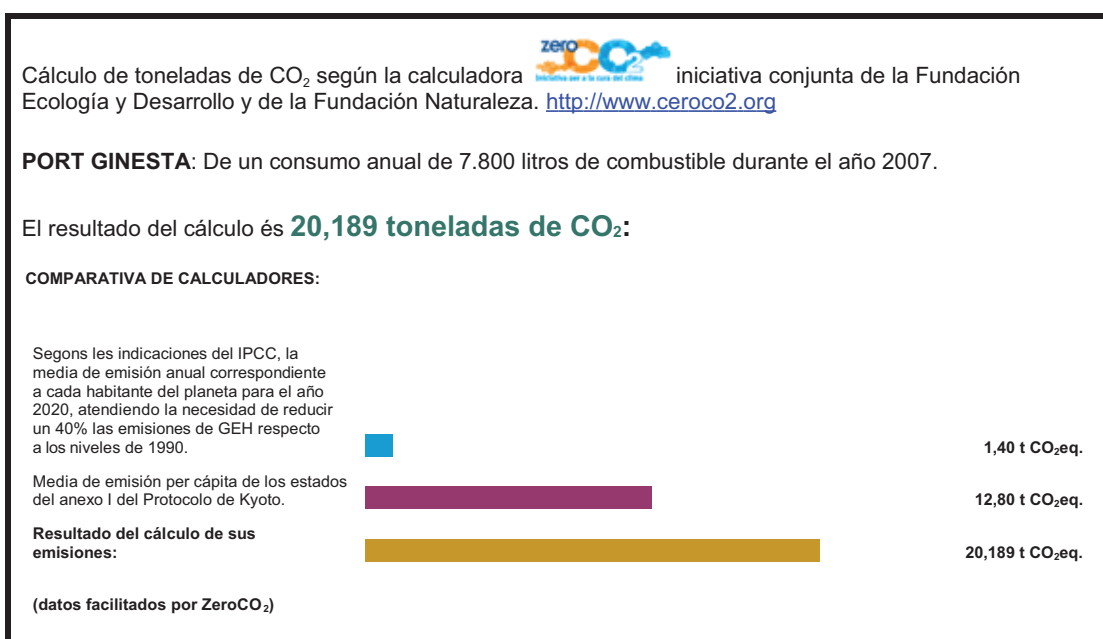 zero CO2
Iniciativa per a la cura del clima
Cálculo de toneladas de CO₂ según la calculadora iniciativa conjunta de la Fundación
Ecología y Desarrollo y de la Fundación Naturaleza. http://www.ceroco2.org
PORT GINESTA: De un consumo anual de 7.800 litros de combustible durante el año 2007.
El resultado del cálculo és 20,189 toneladas de CO₂:
COMPARATIVA DE CALCULADORES:
Segons les indicaciones del IPCC, la
media de emisión anual correspondiente
a cada habitante del planeta para el año
2020, atendiendo la necesidad de reducir
un 40% las emisiones de GEH respecto
a los niveles de 1990.
1,40 t CO₂eq.
Media de emisión per cápita de los estados
del anexo I del Protocolo de Kyoto.
12,80 t CO₂eq.
Resultado del cálculo de sus
emisiones:
20,189 t CO₂eq.
(datos facilitados por ZeroCO₂)